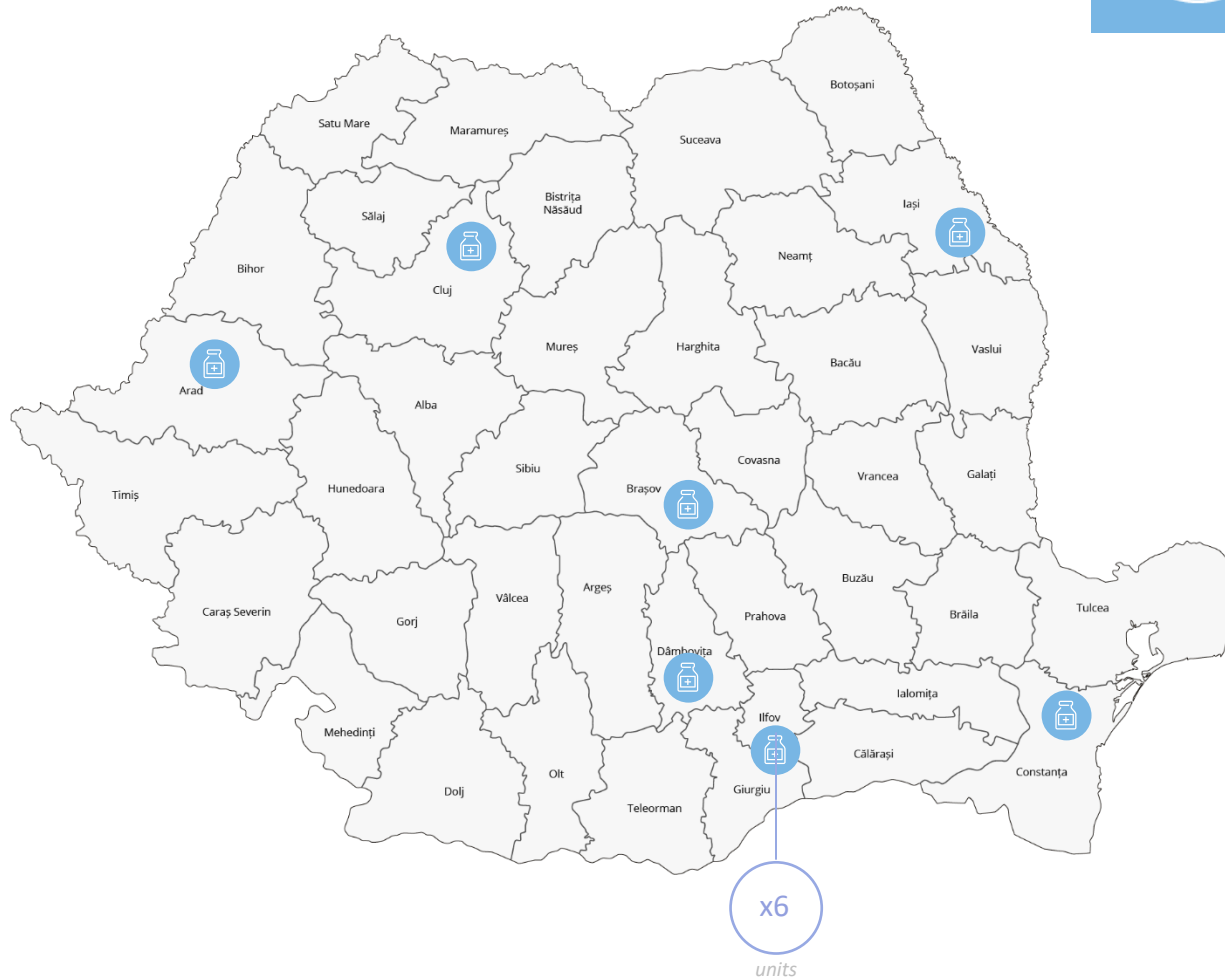 Botoșani
Satu Mare
Maramureș
Suceava
Bistrița
Năsăud
Iași
Sălaj
Neamț
Bihor
Cluj
Mureș
Harghita
Vaslui
Bacău
Arad
Alba
Covasna
Sibiu
Vrancea
Galați
Brașov
Hunedoara
Timiș
Buzău
Argeș
Vâlcea
Tulcea
Caraș Severin
Brăila
Prahova
Gorj
Dâmbovița
Ialomița
Ilfov
Mehedinți
Călărași
Constanța
Olt
Giurgiu
Dolj
Teleorman
x6
units